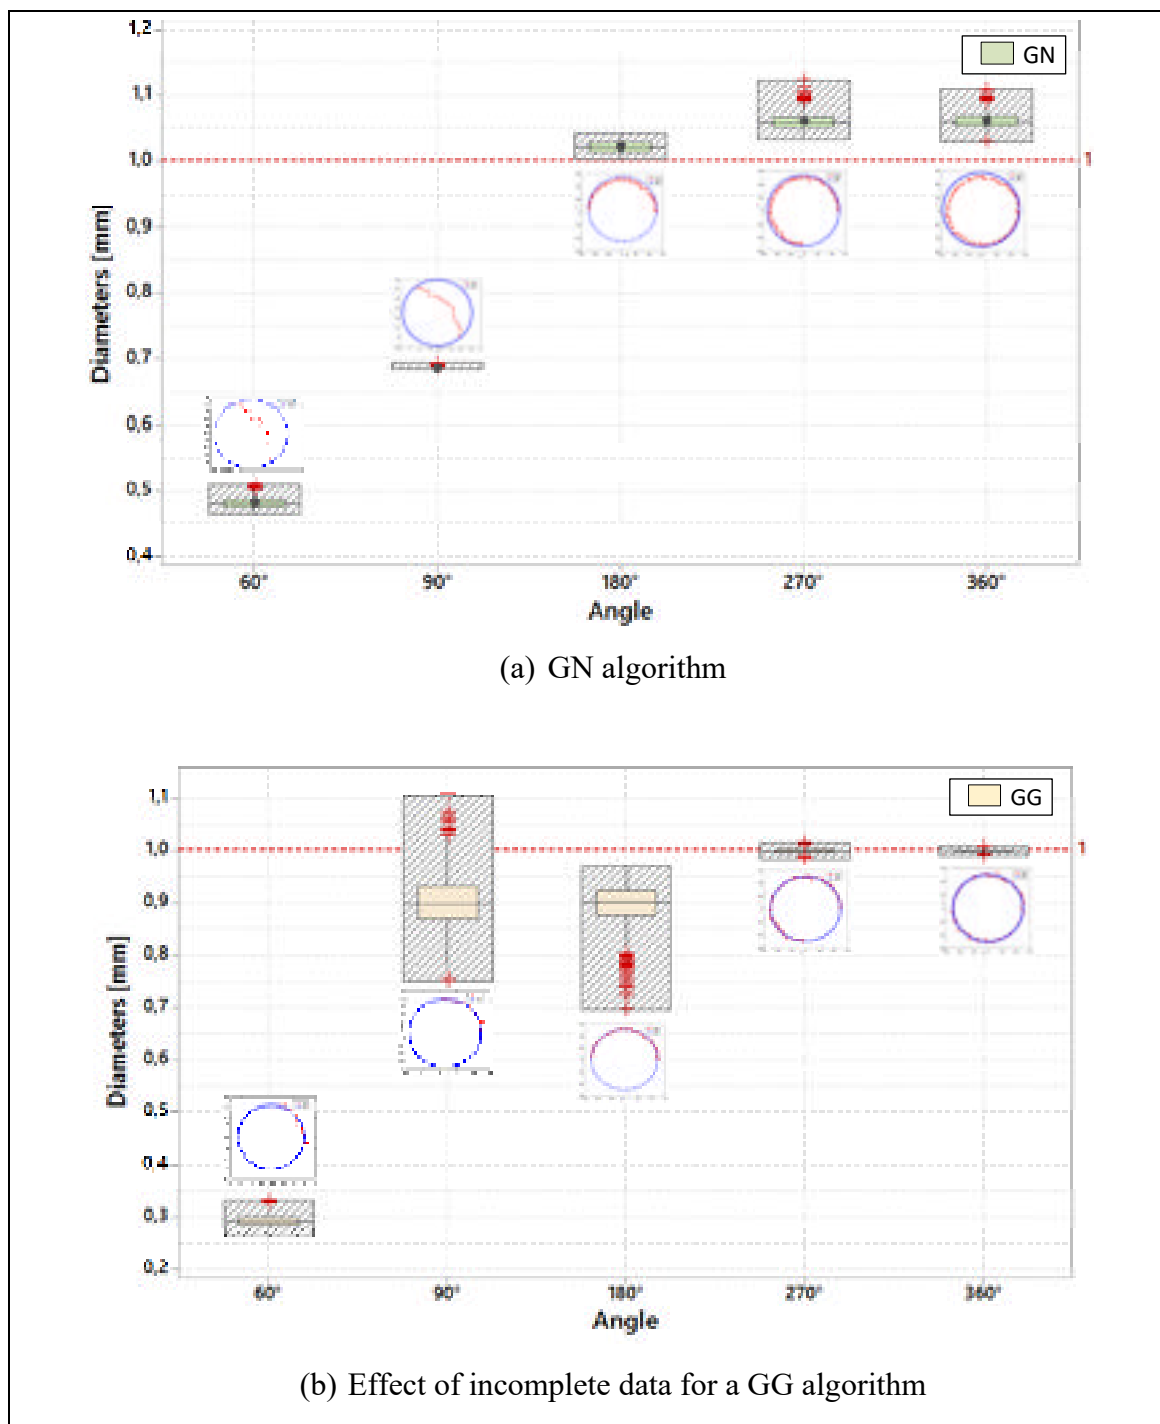 1,2
GN
1,1
1,0
1
0,9
0,8
0,7
0,6
0,5
0,4
Diameters [mm]
60° 90° 180° 270° 360°
Angle
(a) GN algorithm
GG
1,1
1,0
1
0,9
0,8
0,7
0,6
0,5
0,4
0,3
0,2
Diameters [mm]
60° 90° 180° 270° 360°
Angle
(b) Effect of incomplete data for a GG algorithm